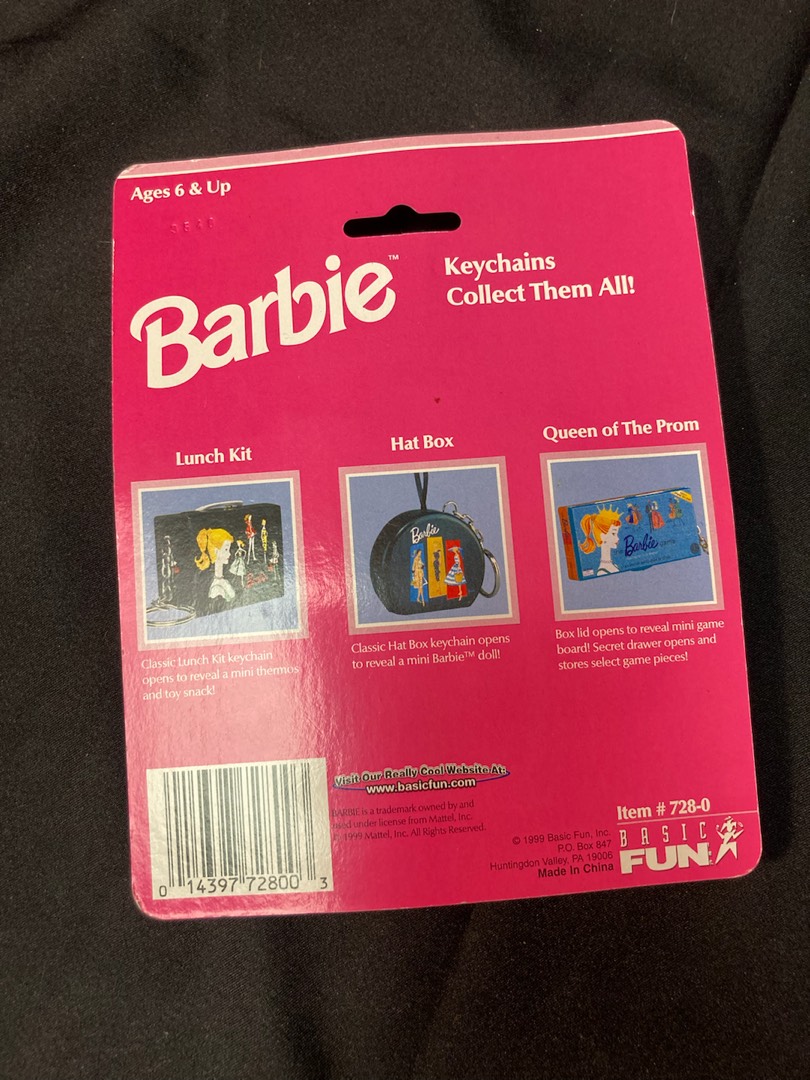 Ages 6 & Up
Barbie™
Keychains
Collect Them All!
Lunch Kit
Hat Box
Queen of The Prom
Barbie
Barbie
Classic Lunch Kit keychain
opens to reveal a mini thermos
and toy snack!
Classic Hat Box keychain opens
to reveal a mini Barbie™ doll!
Box lid opens to reveal mini game
board! Secret drawer opens and
stores select game pieces!
Visit Our Really Cool Website At:
www.basicfun.com
BARBIE is a trademark owned by and
used under license from Mattel, Inc.
© 1999 Mattel, Inc. All Rights Reserved.
© 1999 Basic Fun, Inc.
P.O. Box 847
Huntingdon Valley, PA 19006
Made In China
Item # 728-0
BASIC
FUN
0 14397 72800 3